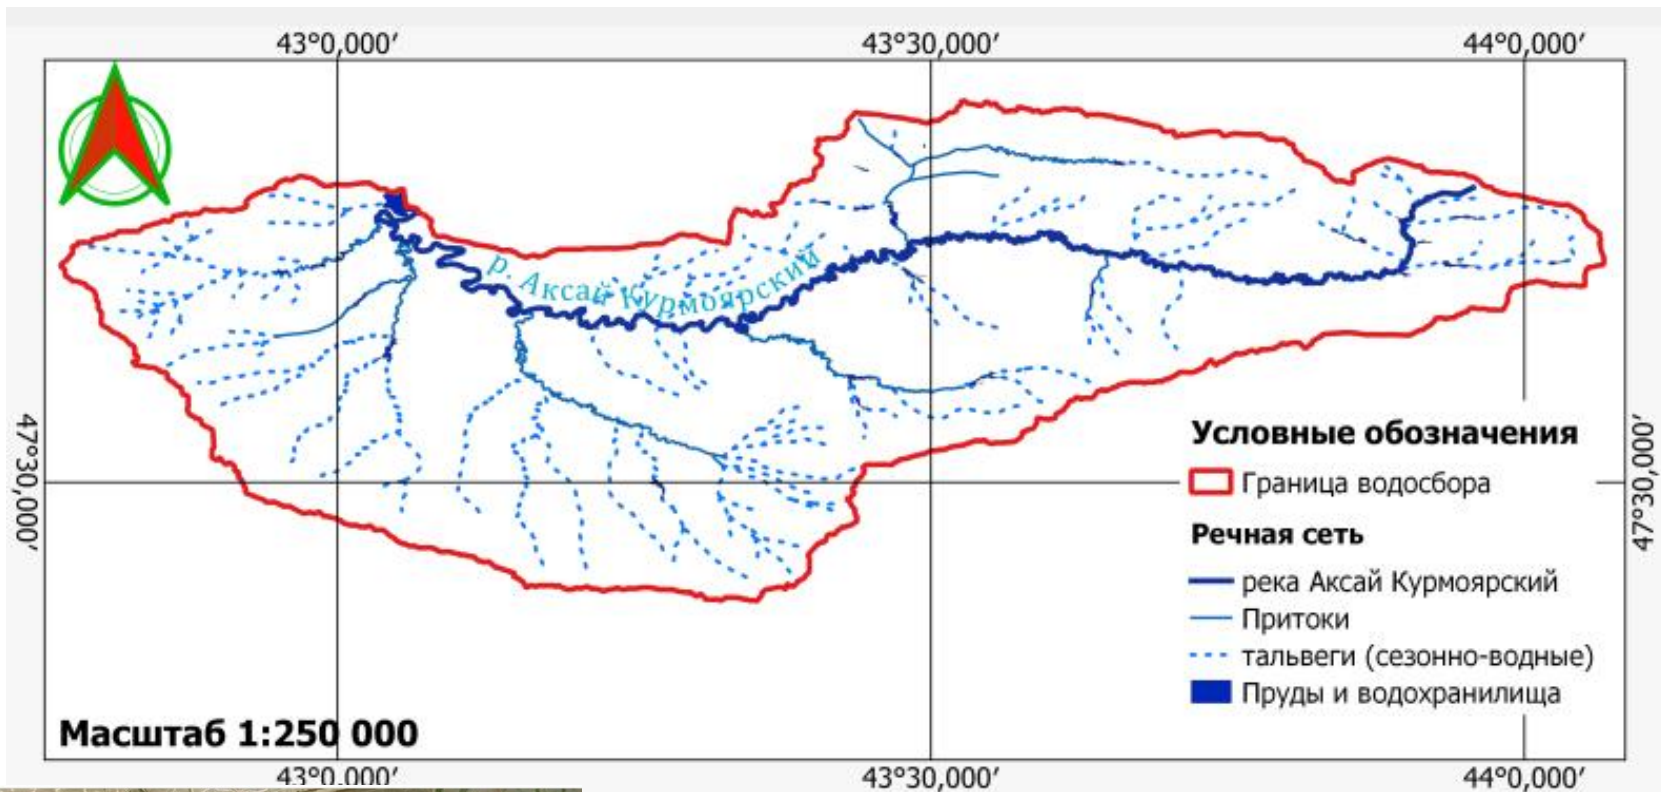 43°0,000′ 43°30,000′ 44°0,000′
р. Аксай Курмоярский
47°30,000′
47°30,000′
Условные обозначения
Граница водосбора
Речная сеть
река Аксай Курмоярский
Притоки
тальвеги (сезонно-водные)
Пруды и водохранилища
Масштаб 1:250 000
43°0,000′ 43°30,000′ 44°0,000′